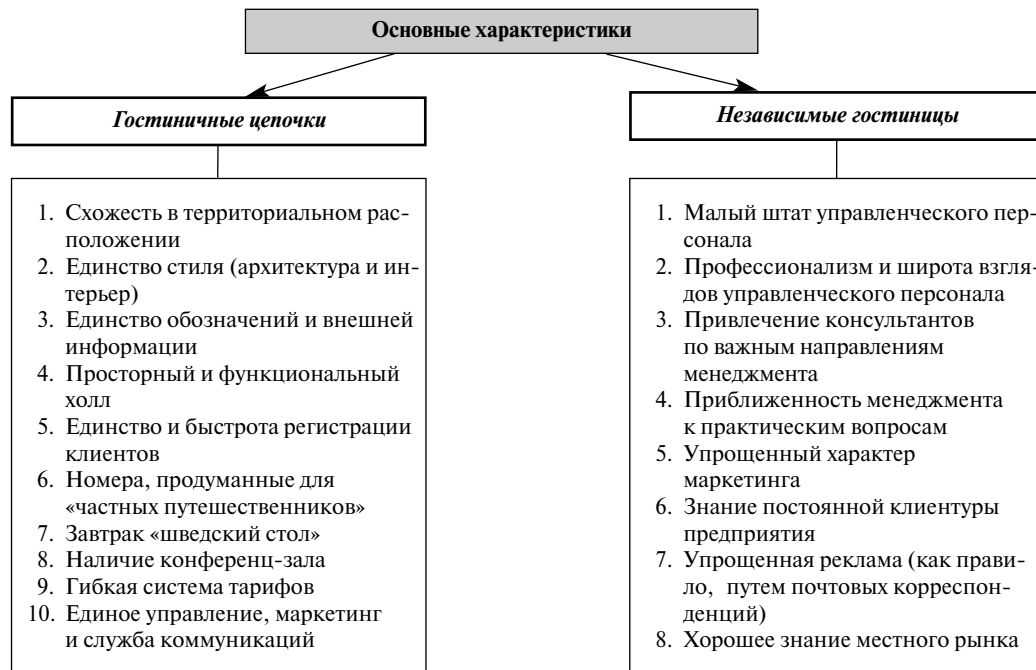 Основные характеристики
Гостиничные цепочки
1. Схожесть в территориальном рас-
положении
2. Единство стиля (архитектура и ин-
терьер)
3. Единство обозначений и внешней
информации
4. Просторный и функциональный
холл
5. Единство и быстрота регистрации
клиентов
6. Номера, продуманные для
«частных путешественников»
7. Завтрак «шведский стол»
8. Наличие конференц-зала
9. Гибкая система тарифов
10. Единое управление, маркетинг
и служба коммуникаций
Независимые гостиницы
1. Малый штат управленческого пер-
сонала
2. Профессионализм и широта взгля-
дов управленческого персонала
3. Привлечение консультантов
по важным направлениям
менеджмента
4. Приближенность менеджмента
к практическим вопросам
5. Упрощенный характер
маркетинга
6. Знание постоянной клиентуры
предприятия
7. Упрощенная реклама (как прави-
ло, путем почтовых корреспон-
денций)
8. Хорошее знание местного рынка